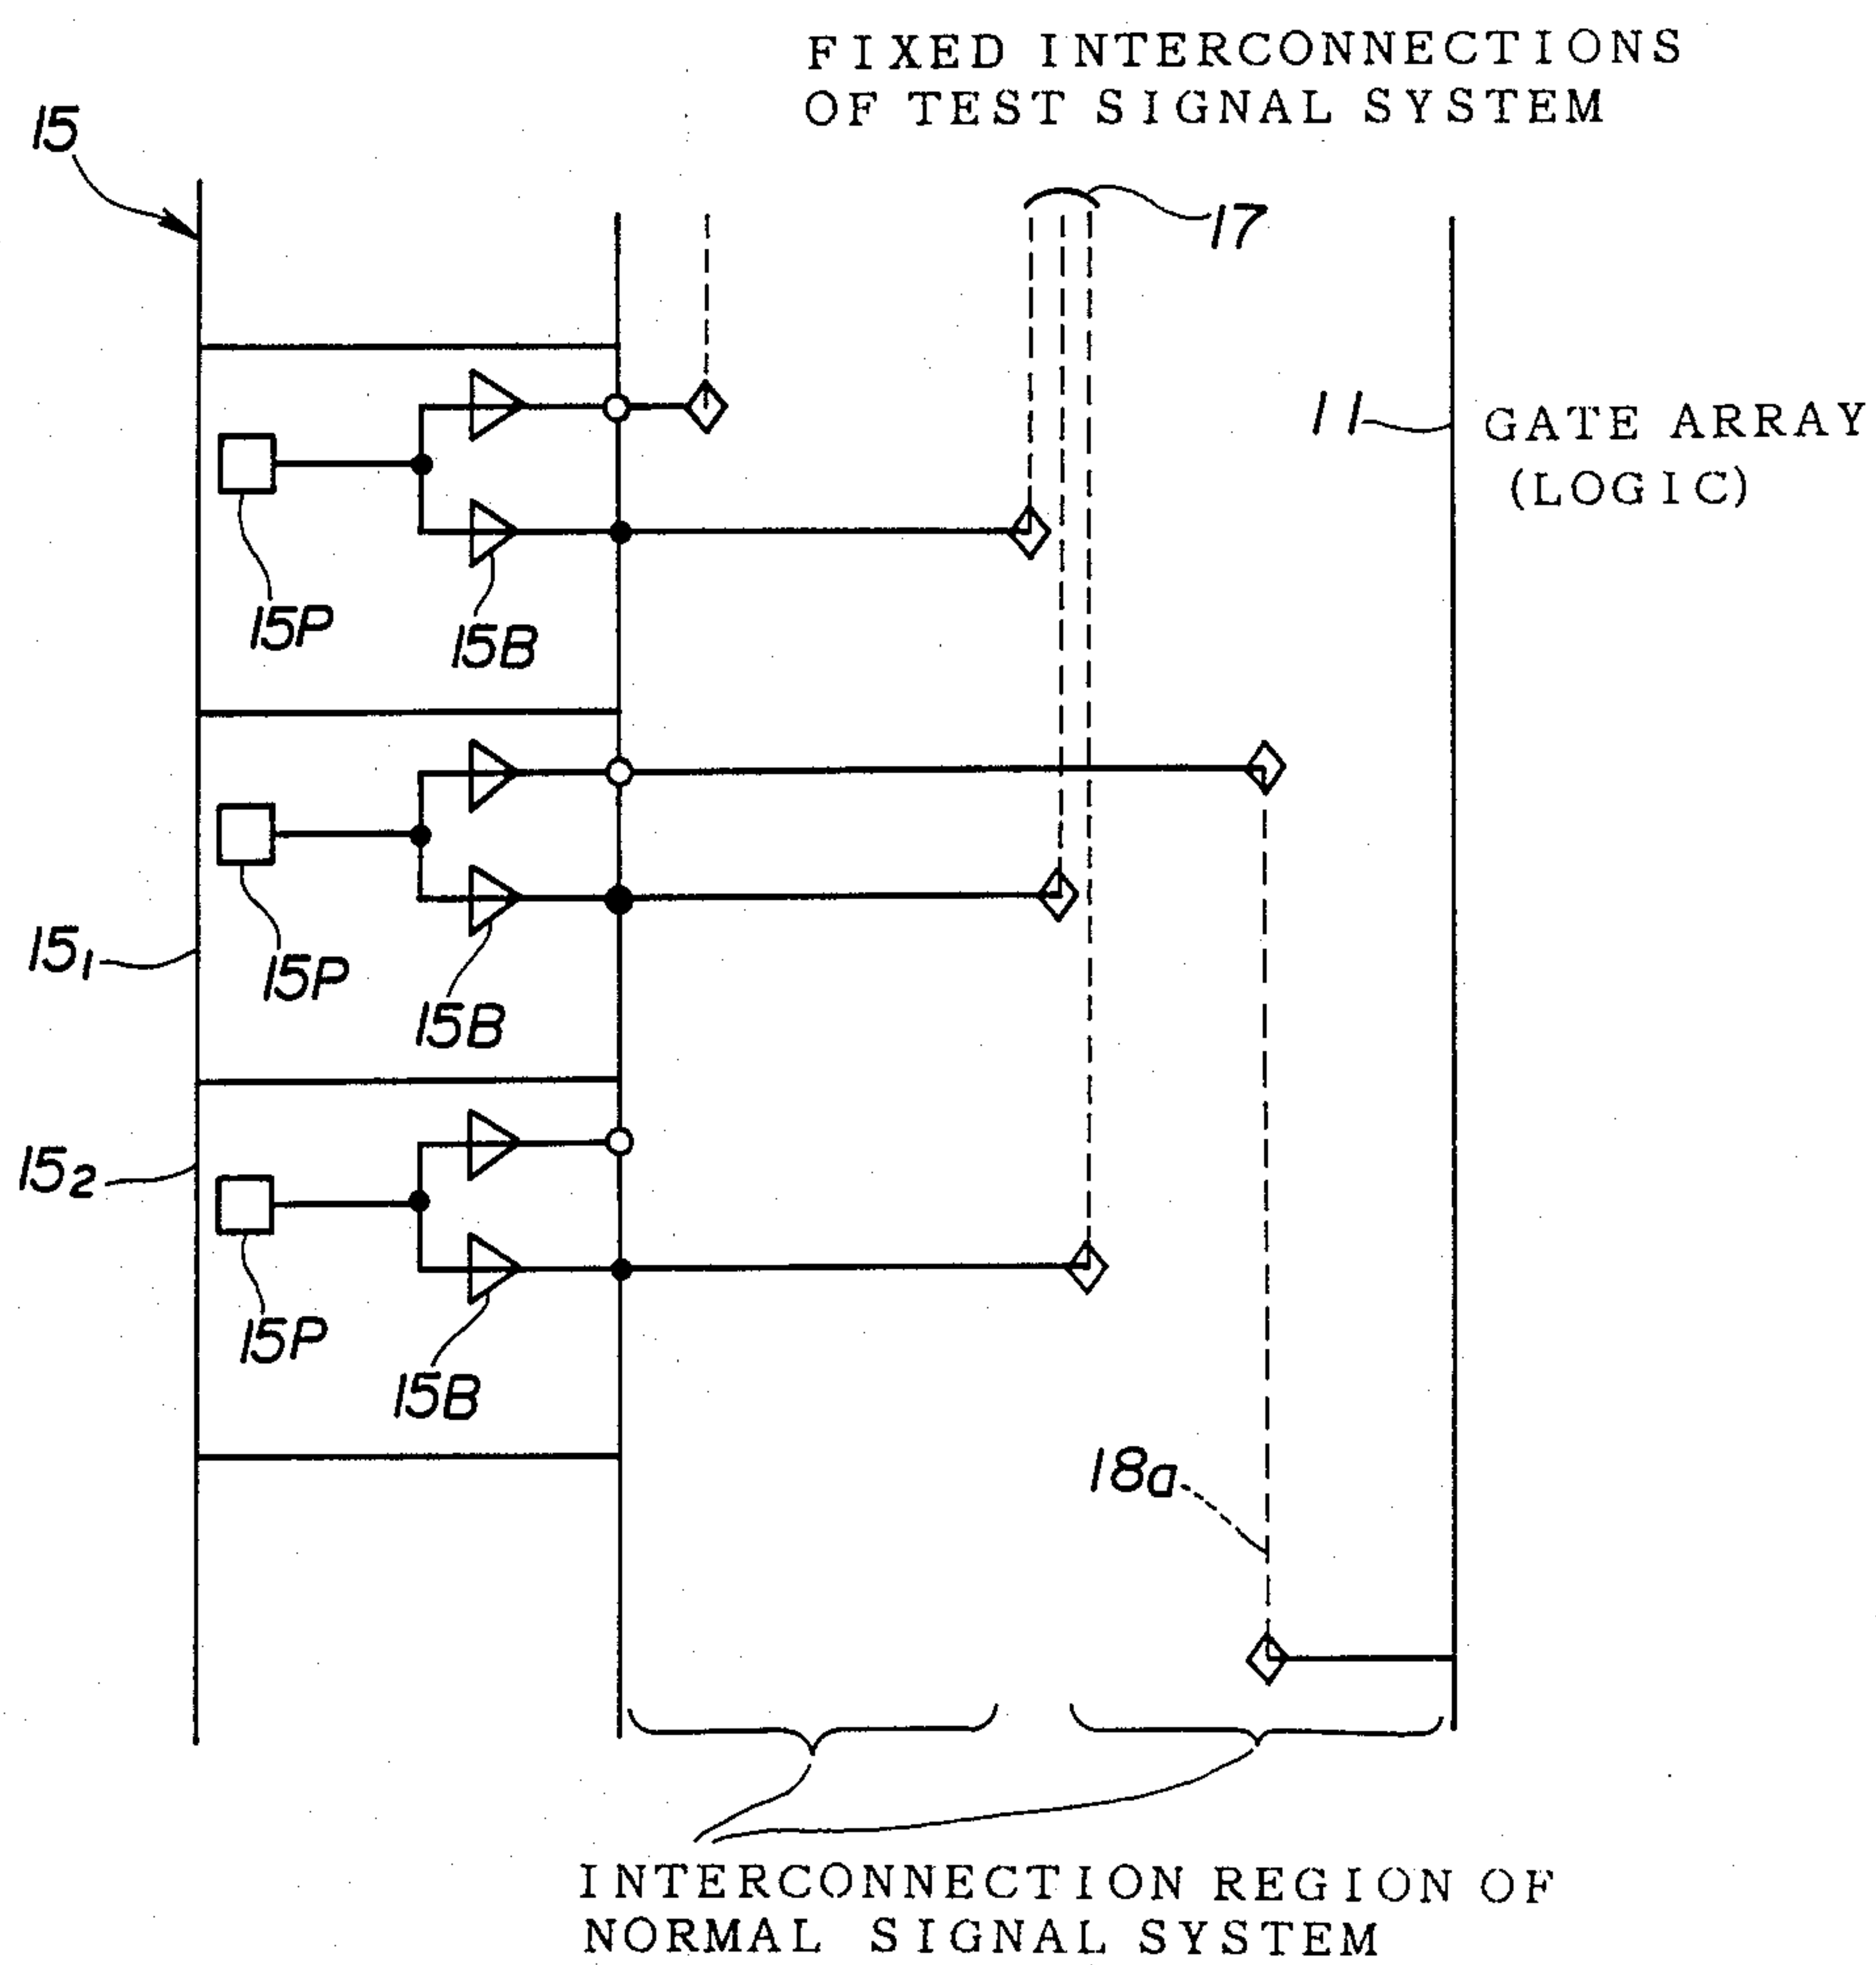 FIXED INTERCONNECTIONS
OF TEST SIGNAL SYSTEM
15
17
11
GATE ARRAY
(LOGIC)
15P
15B
15₁
15P
15B
15₂
15P
15B
18a
INTERCONNECTION REGION OF
NORMAL SIGNAL SYSTEM